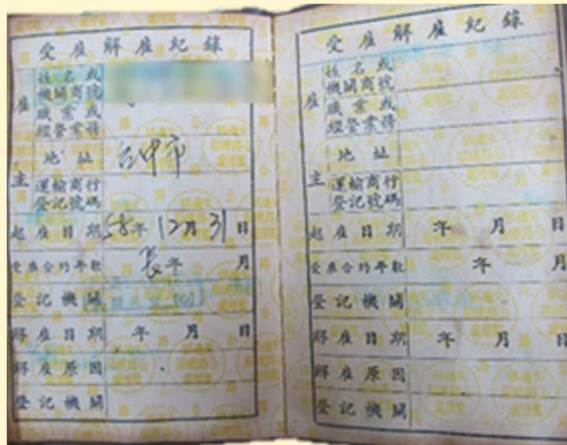 受雇解雇紀錄
雇主
姓名或機關商號
職業或經營業務
地址 台中市
運輸商行登記號碼
起雇日期 58年12月31日
受雇合約年數 長年 月
登記機關
解雇日期 年 月 日
解雇原因
登記機關
受雇解雇紀錄
雇主
姓名或機關商號
職業或經營業務
地址
運輸商行登記號碼
起雇日期 年 月 日
受雇合約年數 年 月
登記機關
解雇日期 年 月 日
解雇原因
登記機關